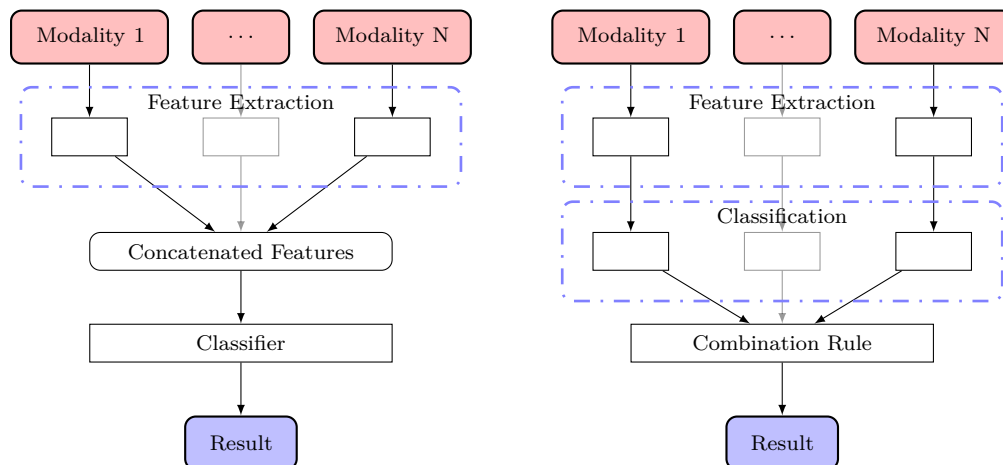 Modality 1
...
Modality N
Feature Extraction
Concatenated Features
Classifier
Result
Modality 1
...
Modality N
Feature Extraction
Classification
Combination Rule
Result